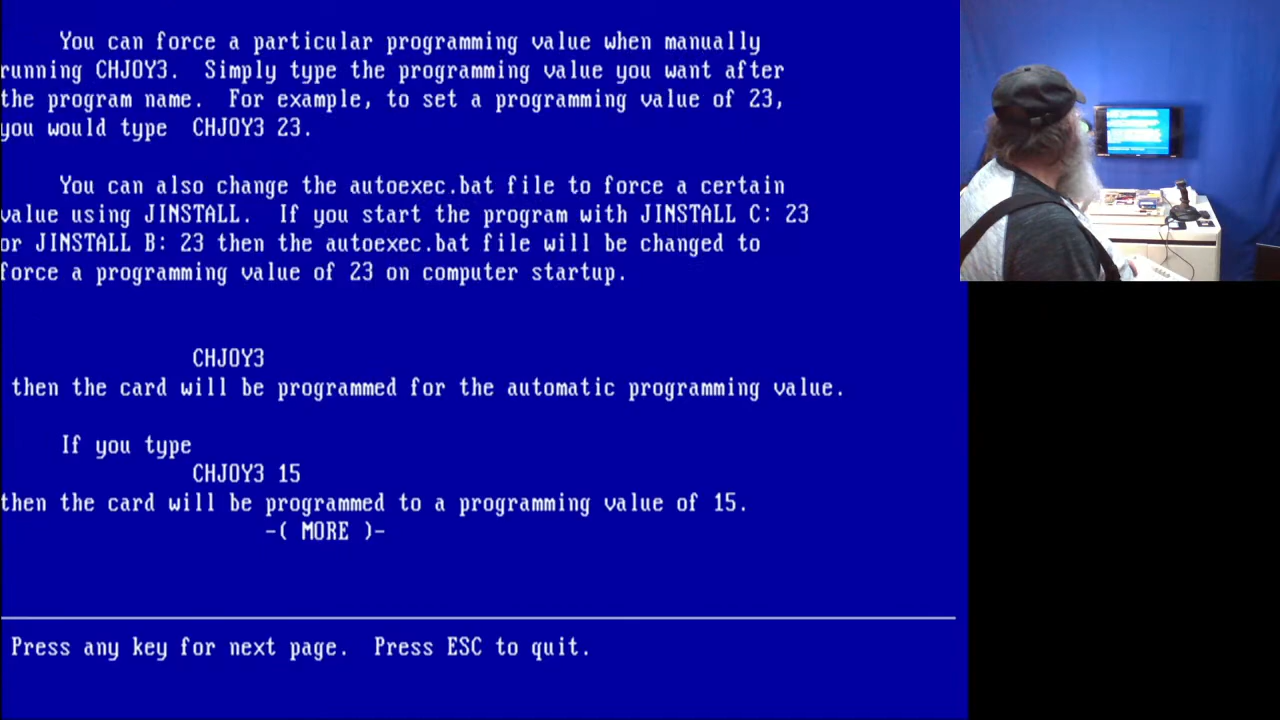 You can force a particular programming value when manually
running CHJOY3. Simply type the programming value you want after
the program name. For example, to set a programming value of 23,
you would type CHJOY3 23.
You can also change the autoexec.bat file to force a certain
value using JINSTALL. If you start the program with JINSTALL C: 23
or JINSTALL B: 23 then the autoexec.bat file will be changed to
force a programming value of 23 on computer startup.
CHJOY3
then the card will be programmed for the automatic programming value.
If you type
CHJOY3 15
then the card will be programmed to a programming value of 15.
-( MORE )-
Press any key for next page. Press ESC to quit.